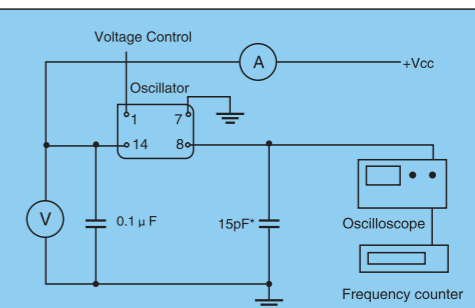 Voltage Control
A
+Vcc
Oscillator
1
7
14
8
V
0.1 μ F
15pF*
Oscilloscope
Frequency counter